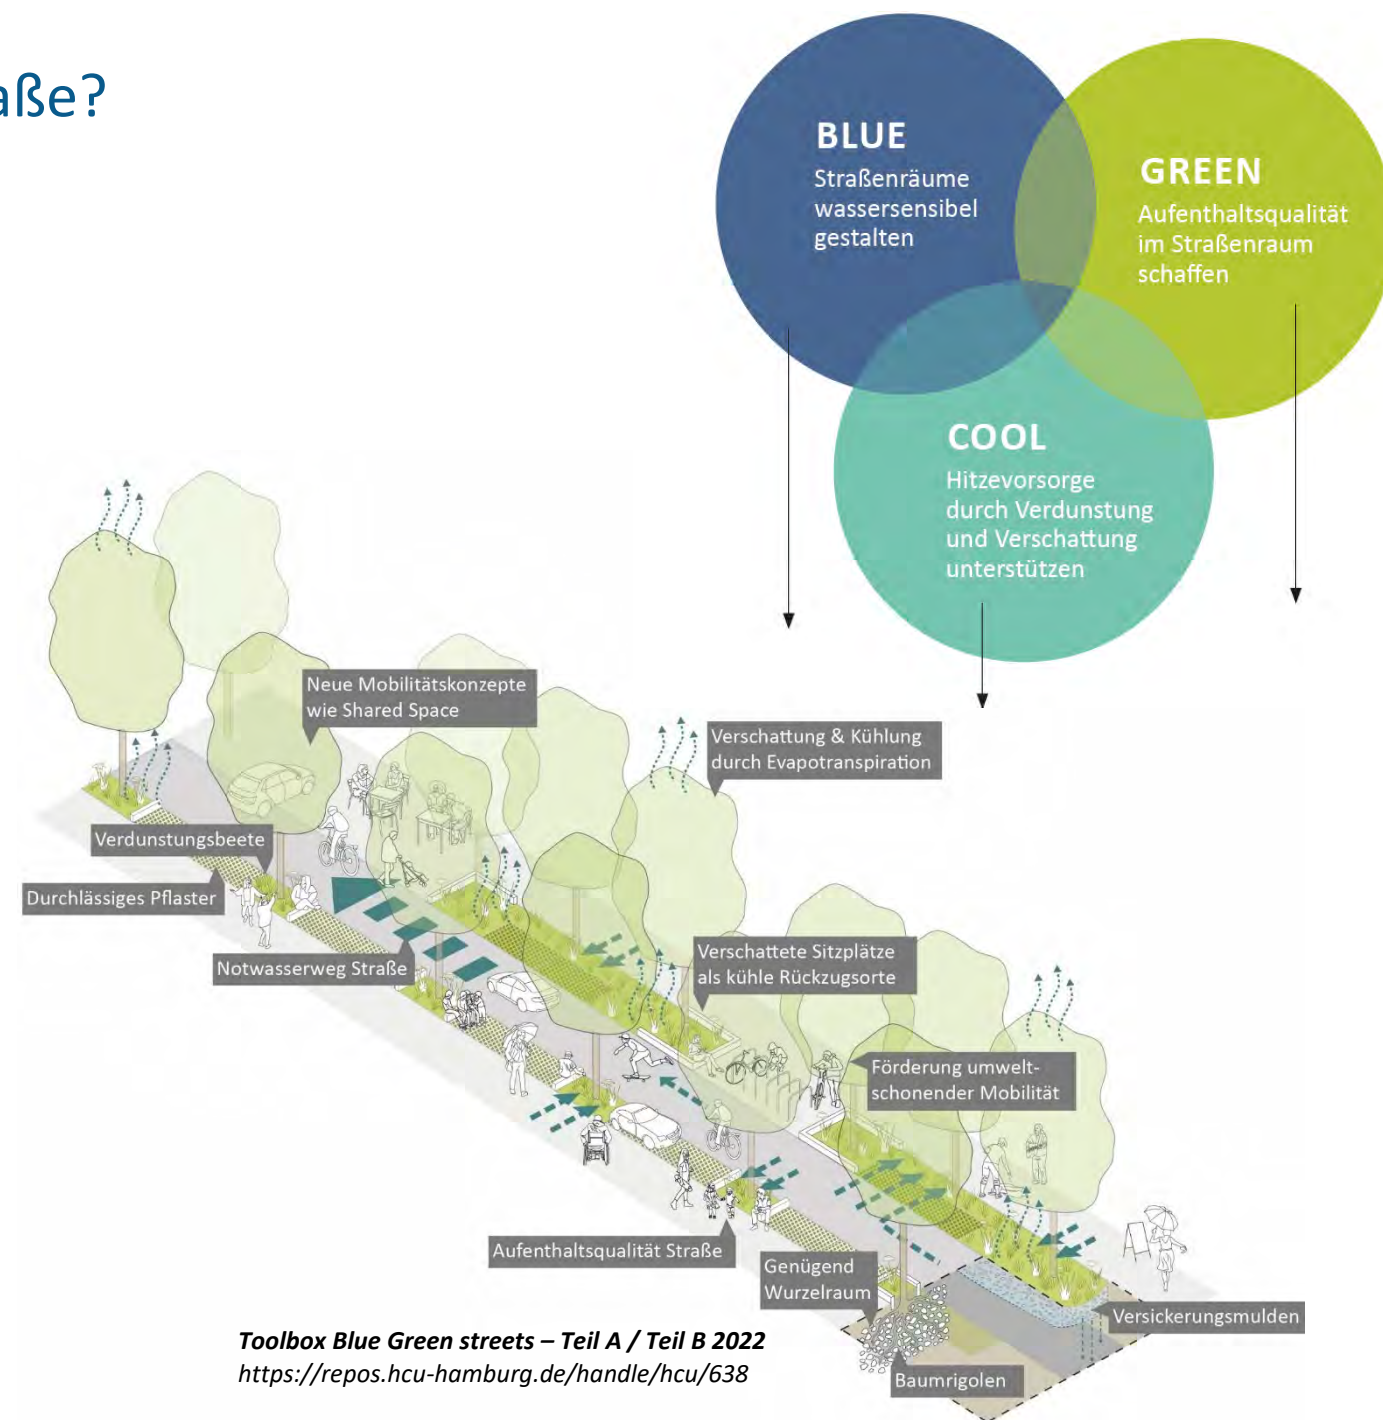 aße?
BLUE
Straßenräume
wassersensibel
gestalten
GREEN
Aufenthaltsqualität
im Straßenraum
schaffen
COOL
Hitzevorsorge
durch Verdunstung
und Verschattung
unterstützen
Neue Mobilitätskonzepte
wie Shared Space
Verschattung & Kühlung
durch Evapotranspiration
Verdunstungsbeete
Durchlässiges Pflaster
Notwasserweg Straße
Verschattete Sitzplätze
als kühle Rückzugsorte
Förderung umwelt-
schonender Mobilität
Aufenthaltsqualität Straße
Genügend
Wurzelraum
Versickerungsmulden
Baumrigolen
Toolbox Blue Green streets – Teil A / Teil B 2022
https://repos.hcu-hamburg.de/handle/hcu/638